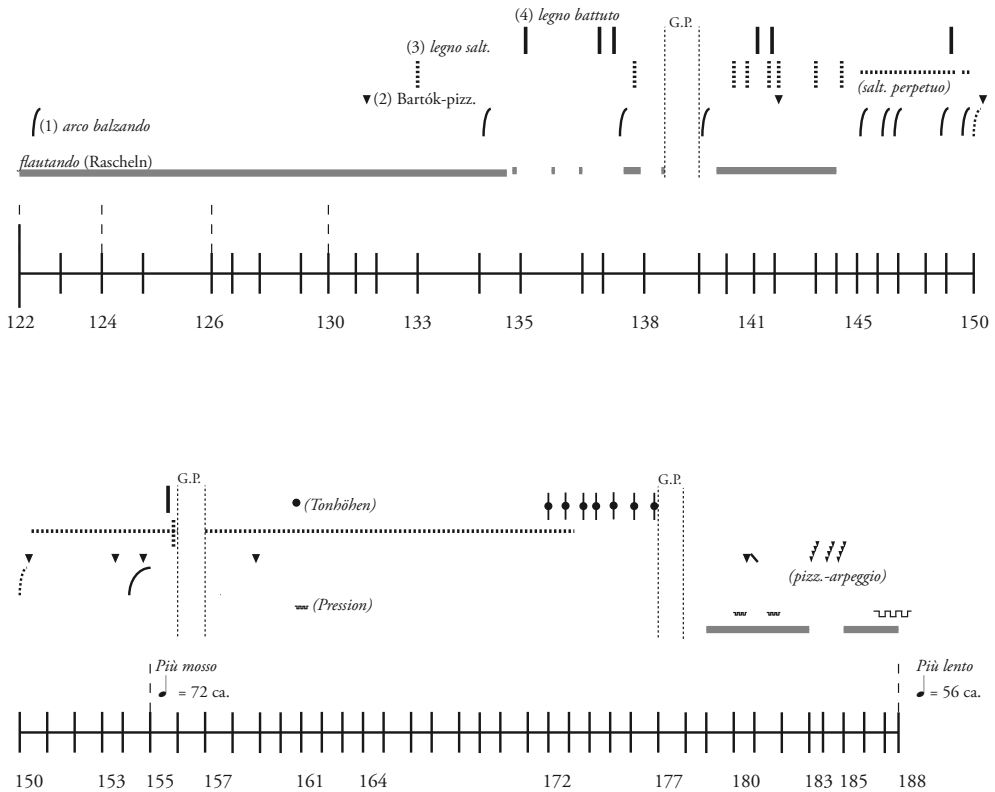 (4) legno battuto
G.P.
(3) legno salt.
(2) Bartók-pizz.
(salt. perpetuo)
(1) arco balzando
flautando (Rascheln)
122 124 126 130 133 135 138 141 145 150
G.P. G.P.
(Tonhöhen)
(pizz.-arpeggio)
(Pression)
Più mosso Più lento
= 72 ca. = 56 ca.
150 153 155 157 161 164 172 177 180 183 185 188